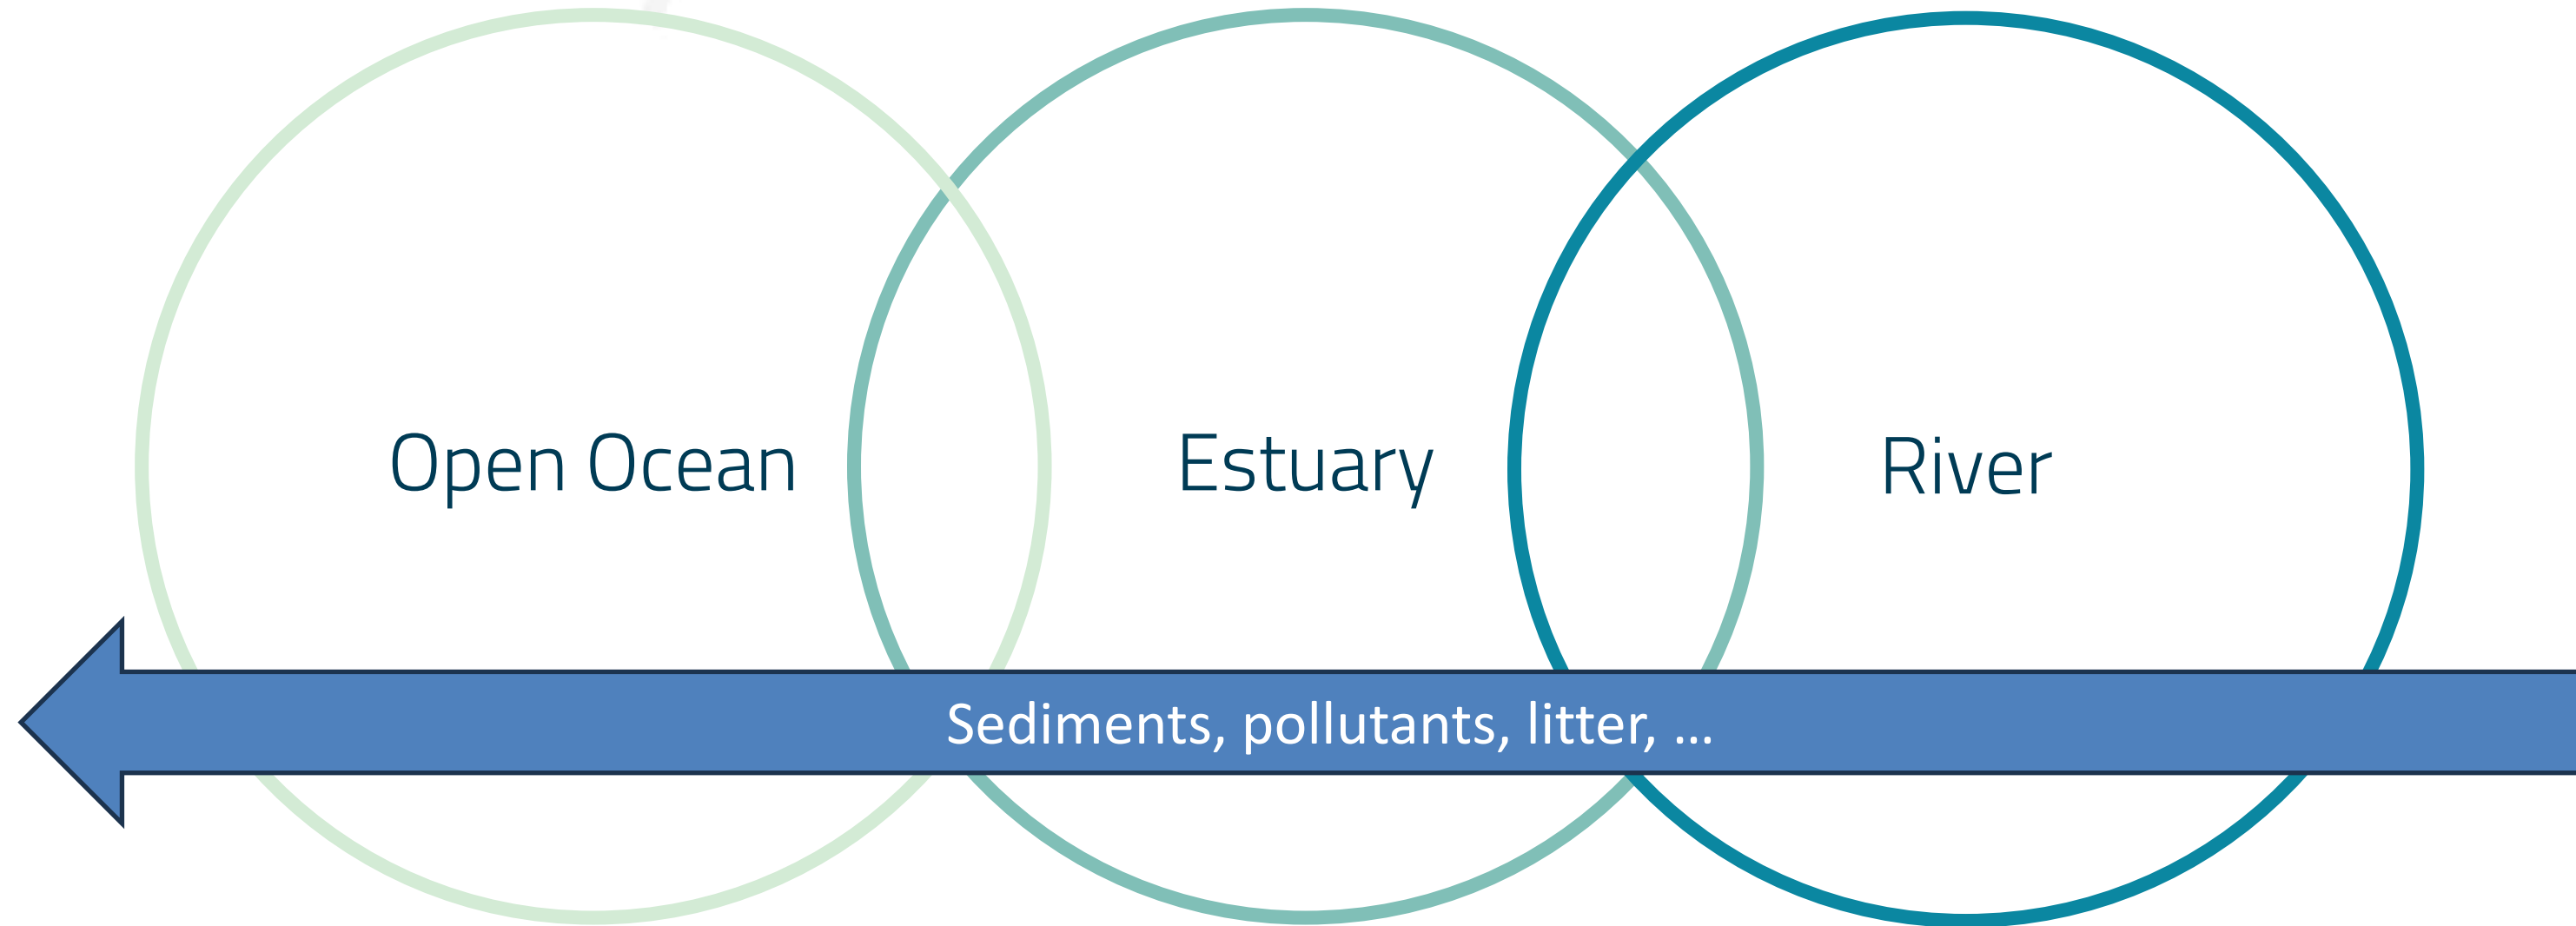 Open Ocean
Estuary
River
Sediments, pollutants, litter, ...